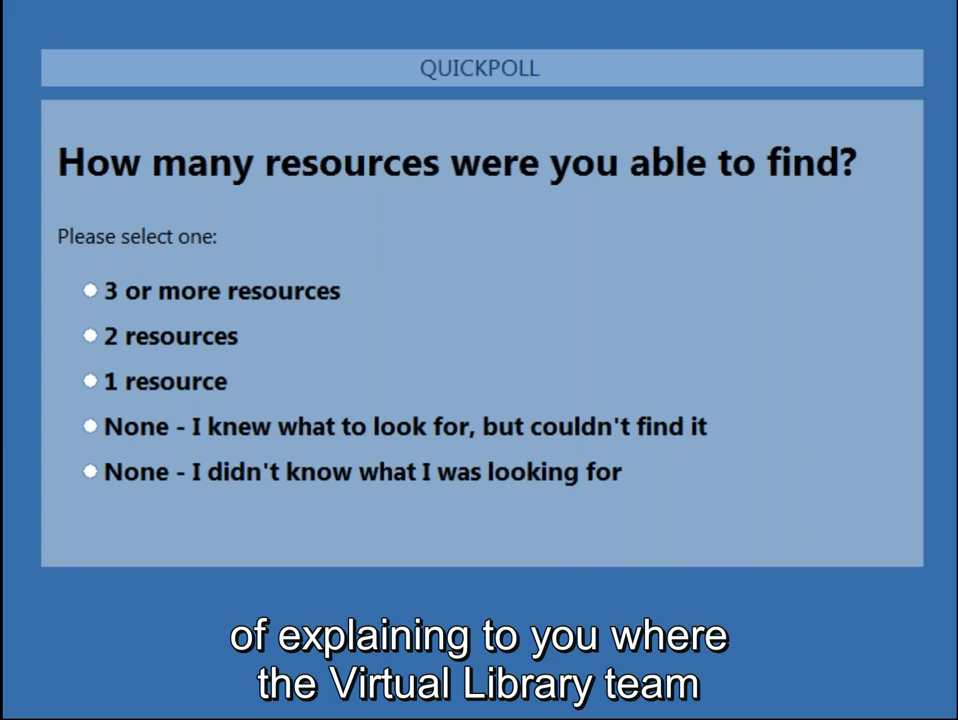 QUICKPOLL
How many resources were you able to find?
Please select one:
3 or more resources
2 resources
1 resource
None - I knew what to look for, but couldn't find it
None - I didn't know what I was looking for
of explaining to you where
the Virtual Library team